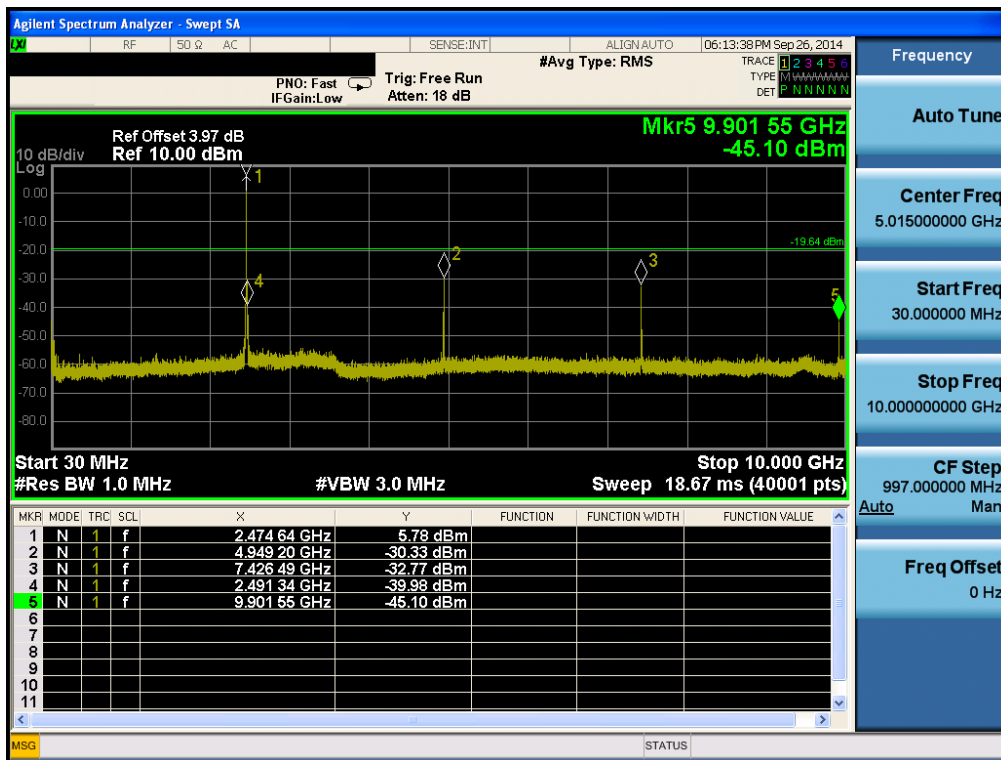 Agilent Spectrum Analyzer - Swept SA
LXI RF 50 Ω AC SENSE:INT ALIGN AUTO 06:13:38 PM Sep 26, 2014
#Avg Type: RMS
TRACE 1 2 3 4 5 6
TYPE M
DET P N N N N N
PNO: Fast Trig: Free Run
IFGain:Low Atten: 18 dB
Frequency
Auto Tune
Center Freq
5.015000000 GHz
Start Freq
30.000000 MHz
Stop Freq
10.000000000 GHz
CF Step
997.000000 MHz
Auto Man
Freq Offset
0 Hz
Mkr5 9.901 55 GHz
-45.10 dBm
Ref Offset 3.97 dB
10 dB/div Ref 10.00 dBm
Log
1
0.00
-10.0
-19.64 dBm
-20.0
2
3
-30.0
4
5
-40.0
-50.0
-60.0
-70.0
-80.0
Start 30 MHz Stop 10.000 GHz
#Res BW 1.0 MHz #VBW 3.0 MHz Sweep 18.67 ms (40001 pts)
MKR MODE TRC SCL X Y FUNCTION FUNCTION WIDTH FUNCTION VALUE
1 N 1 f 2.474 64 GHz 5.78 dBm
2 N 1 f 4.949 20 GHz -30.33 dBm
3 N 1 f 7.426 49 GHz -32.77 dBm
4 N 1 f 2.491 34 GHz -39.98 dBm
5 N 1 f 9.901 55 GHz -45.10 dBm
6
7
8
9
10
11
MSG STATUS